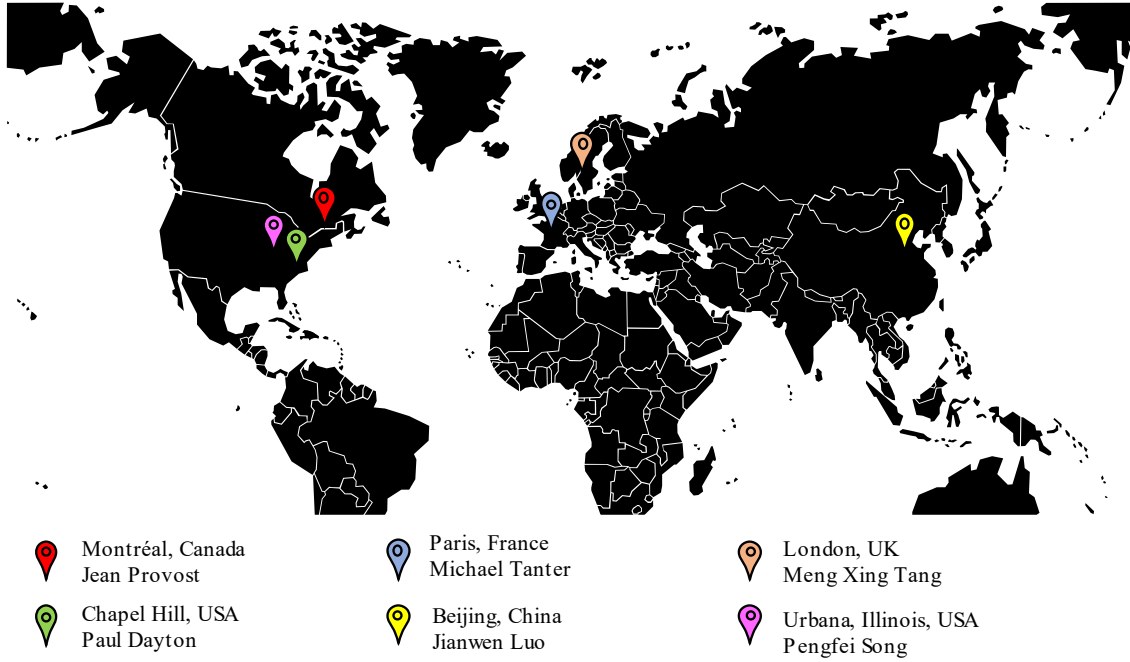 Montréal, Canada
Jean Provost
Paris, France
Michael Tanter
London, UK
Meng Xing Tang
Chapel Hill, USA
Paul Dayton
Beijing, China
Jianwen Luo
Urbana, Illinois, USA
Pengfei Song